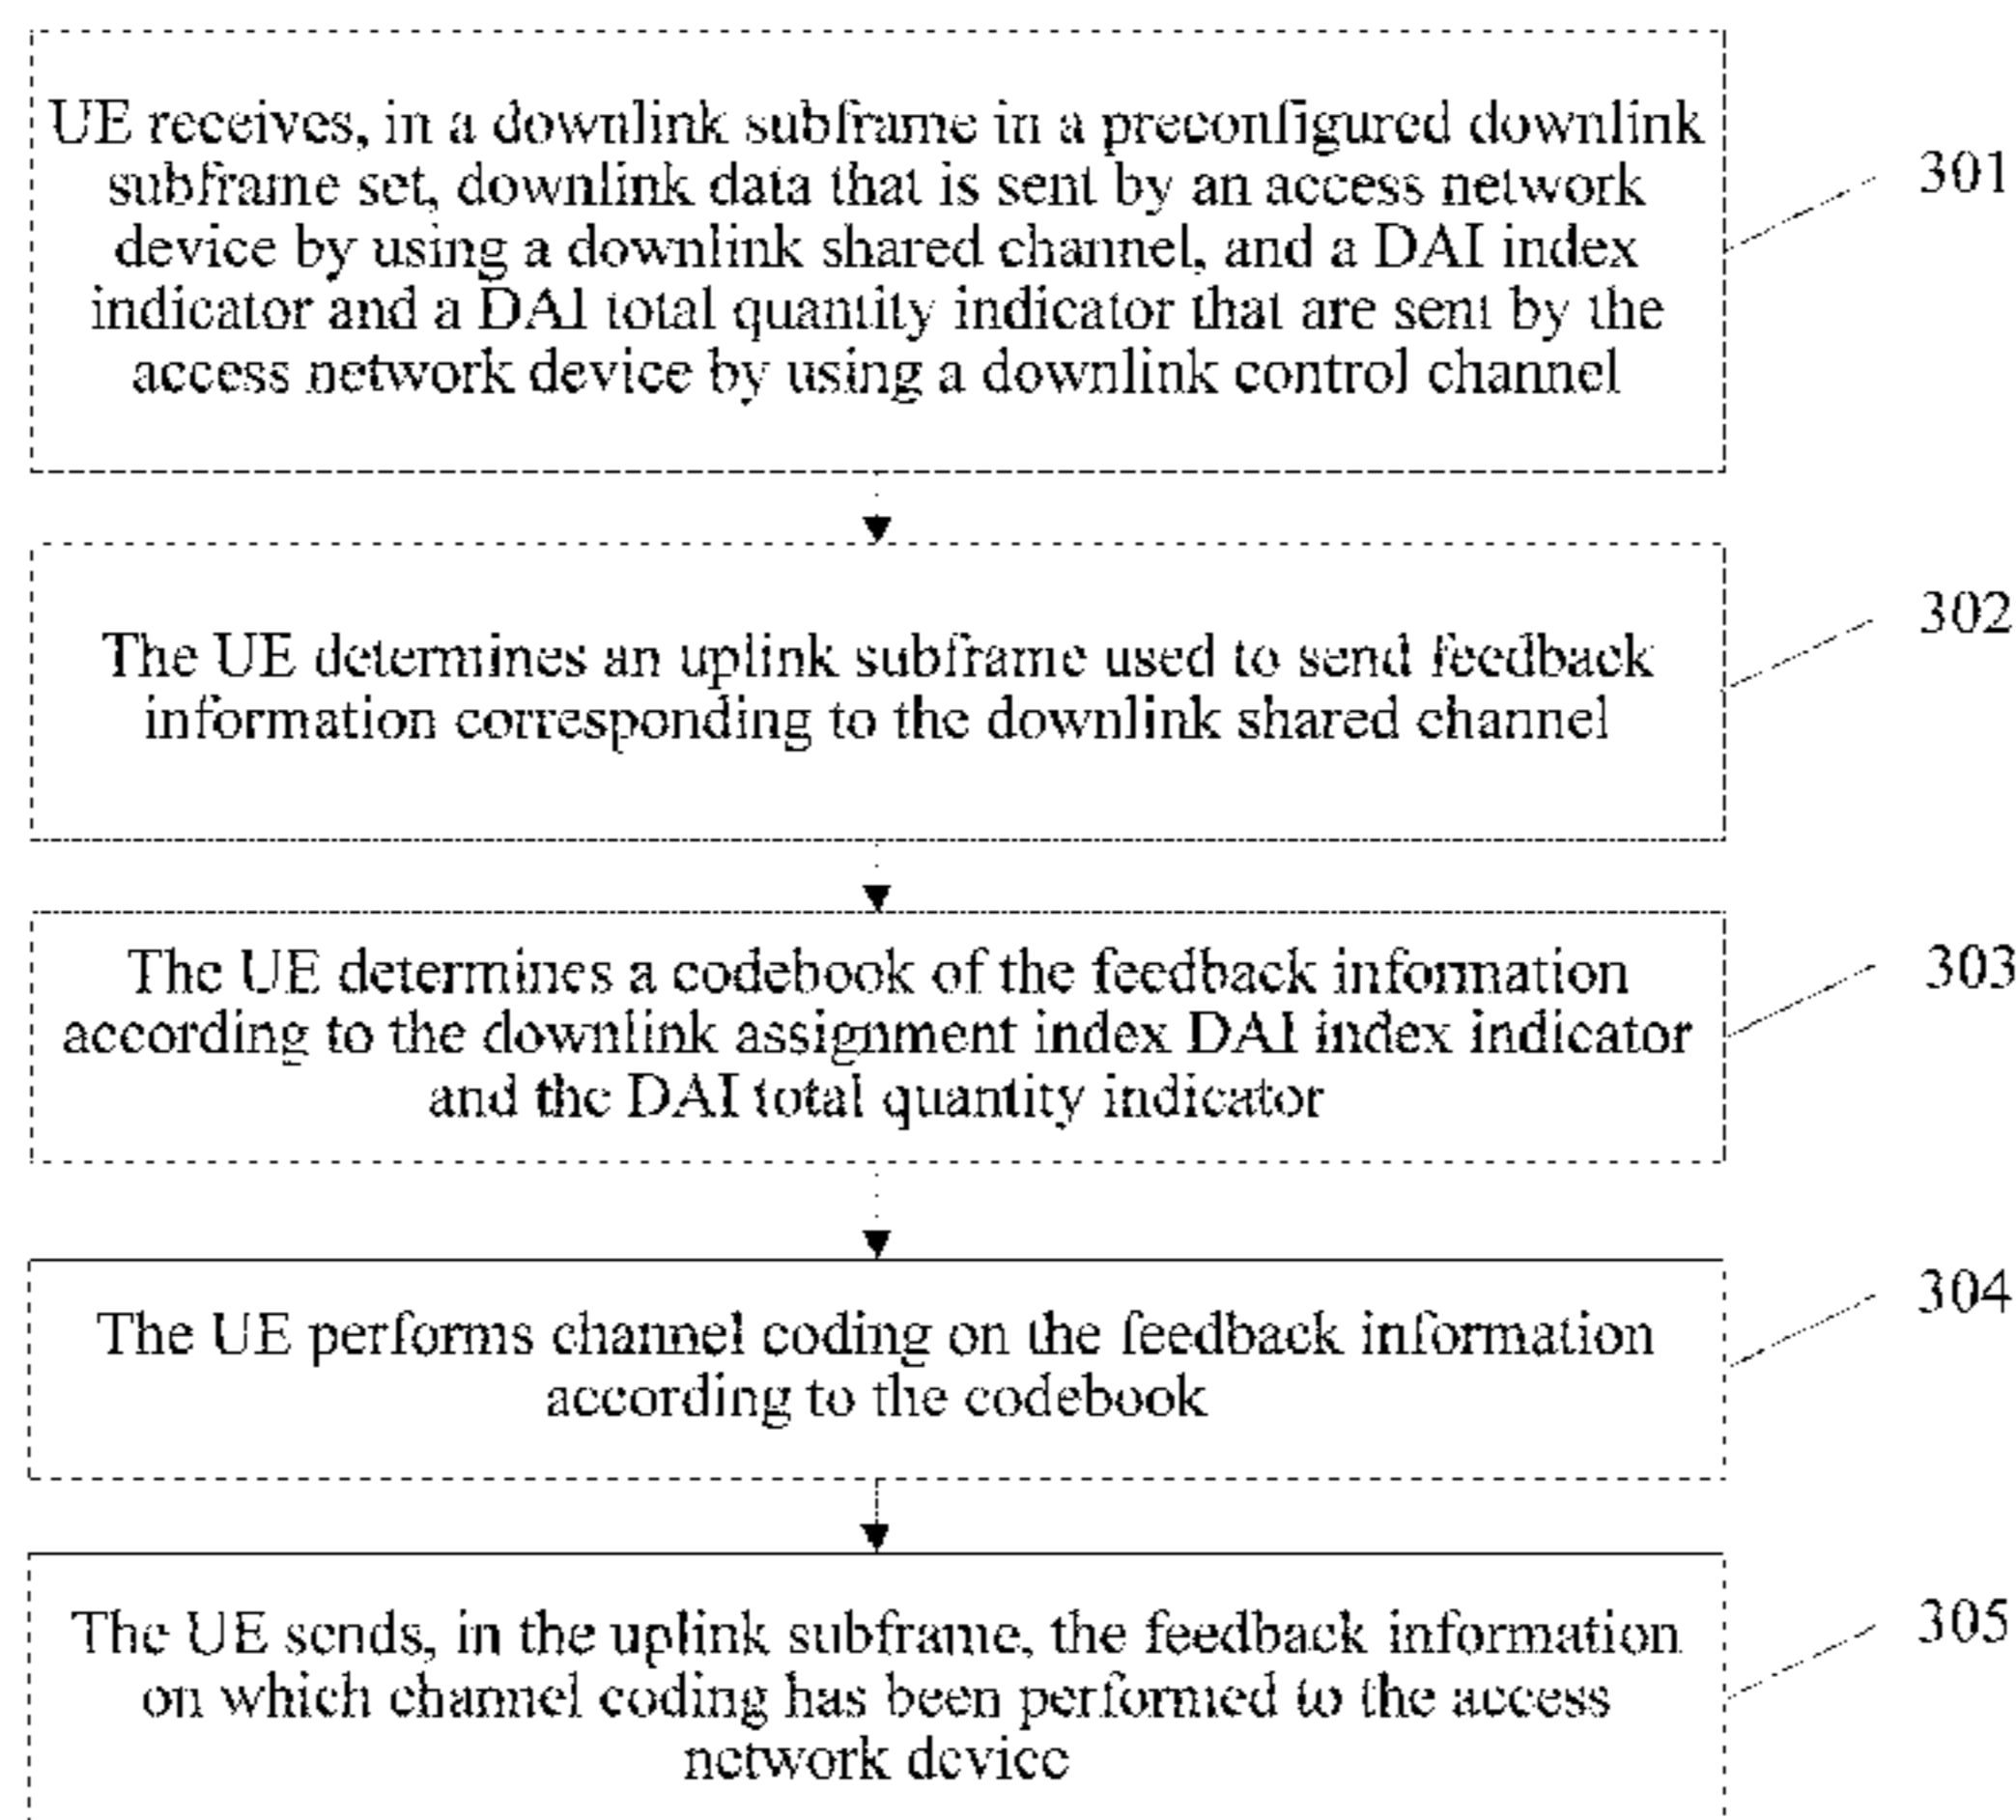 UE receives, in a downlink subframe in a preconfigured downlink
subframe set, downlink data that is sent by an access network
device by using a downlink shared channel, and a DAI index
indicator and a DAI total quantity indicator that are sent by the
access network device by using a downlink control channel
301
The UE determines an uplink subframe used to send feedback
information corresponding to the downlink shared channel
302
The UE determines a codebook of the feedback information
according to the downlink assignment index DAI index indicator
and the DAI total quantity indicator
303
The UE performs channel coding on the feedback information
according to the codebook
304
The UE sends, in the uplink subframe, the feedback information
on which channel coding has been performed to the access
network device
305